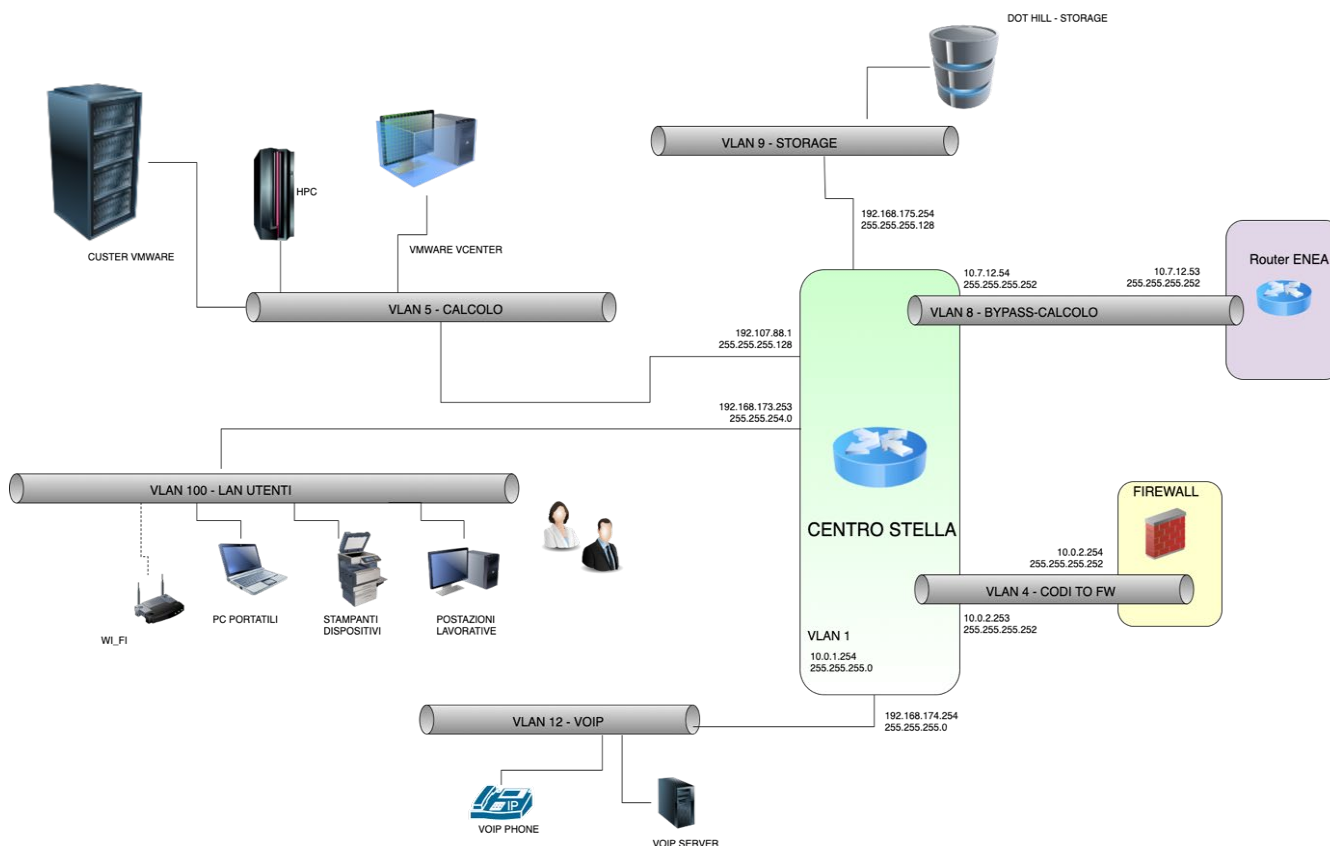 DOT HILL - STORAGE
VLAN 9 - STORAGE
192.168.175.254
255.255.255.128
CUSTER VMWARE
HPC
VMWARE VCENTER
VLAN 5 - CALCOLO
192.107.88.1
255.255.255.128
10.7.12.54
255.255.255.252
10.7.12.53
255.255.255.252
Router ENEA
VLAN 8 - BYPASS-CALCOLO
192.168.173.253
255.255.254.0
VLAN 100 - LAN UTENTI
WI_FI
PC PORTATILI
STAMPANTI
DISPOSITIVI
POSTAZIONI
LAVORATIVE
CENTRO STELLA
FIREWALL
10.0.2.254
255.255.255.252
VLAN 4 - CODI TO FW
10.0.2.253
255.255.255.252
VLAN 1
10.0.1.254
255.255.255.0
192.168.174.254
255.255.255.0
VLAN 12 - VOIP
IP
VOIP PHONE
VOIP SERVER